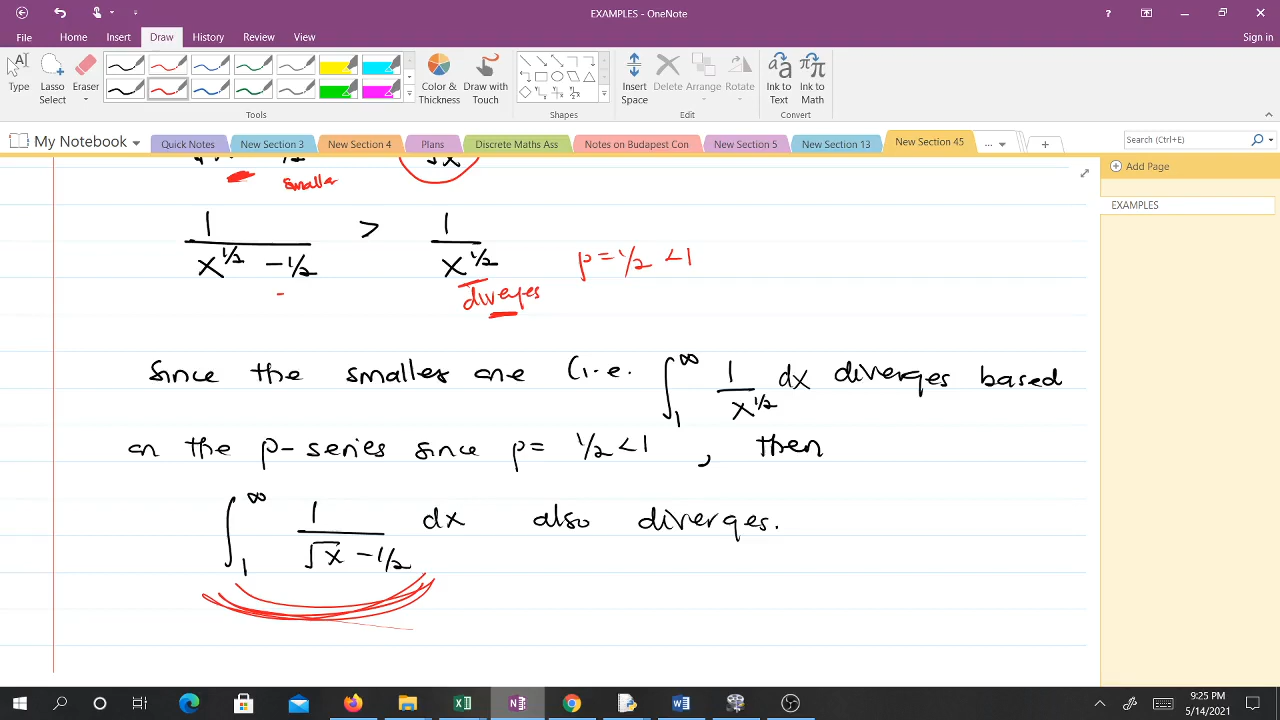 EXAMPLES - OneNote
Sign in
File Home Insert Draw History Review View
Type Lasso Select Eraser Color & Thickness Draw with Touch Insert Space Delete Arrange Rotate Ink to Text Ink to Math
Tools Shapes Edit Convert
My Notebook Quick Notes New Section 3 New Section 4 Plans Discrete Maths Ass Notes on Budapest Con New Section 5 New Section 13 New Section 45 ... + Search (Ctrl+E)
Add Page
EXAMPLES
smaller √x
1/(x^1/2 - 1/2) > 1/x^1/2 p = 1/2 < 1
diverges
Since the smaller one (i.e. ∫₁^∞ 1/x^1/2 dx diverges based
on the p-series since p = 1/2 < 1, then
∫₁^∞ 1/(√x - 1/2) dx also diverges.
9:25 PM
5/14/2021